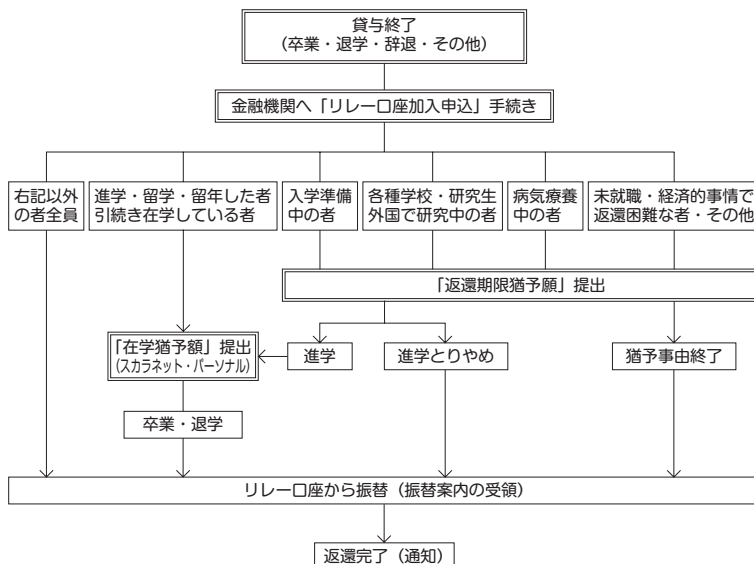 貸与終了
（卒業・退学・辞退・その他）
金融機関へ「リレー口座加入申込」手続き
右記以外
の者全員
進学・留学・留年した者
引続き在学している者
入学準備
中の者
各種学校・研究生
外国で研究中の者
病気療養
中の者
未就職・経済的事情で
返還困難な者・その他
「返還期限猶予願」提出
「在学猶予額」提出
（スカラネット・パーソナル）
進学
進学とりやめ
猶予事由終了
卒業・退学
リレー口座から振替（振替案内の受領）
返還完了（通知）